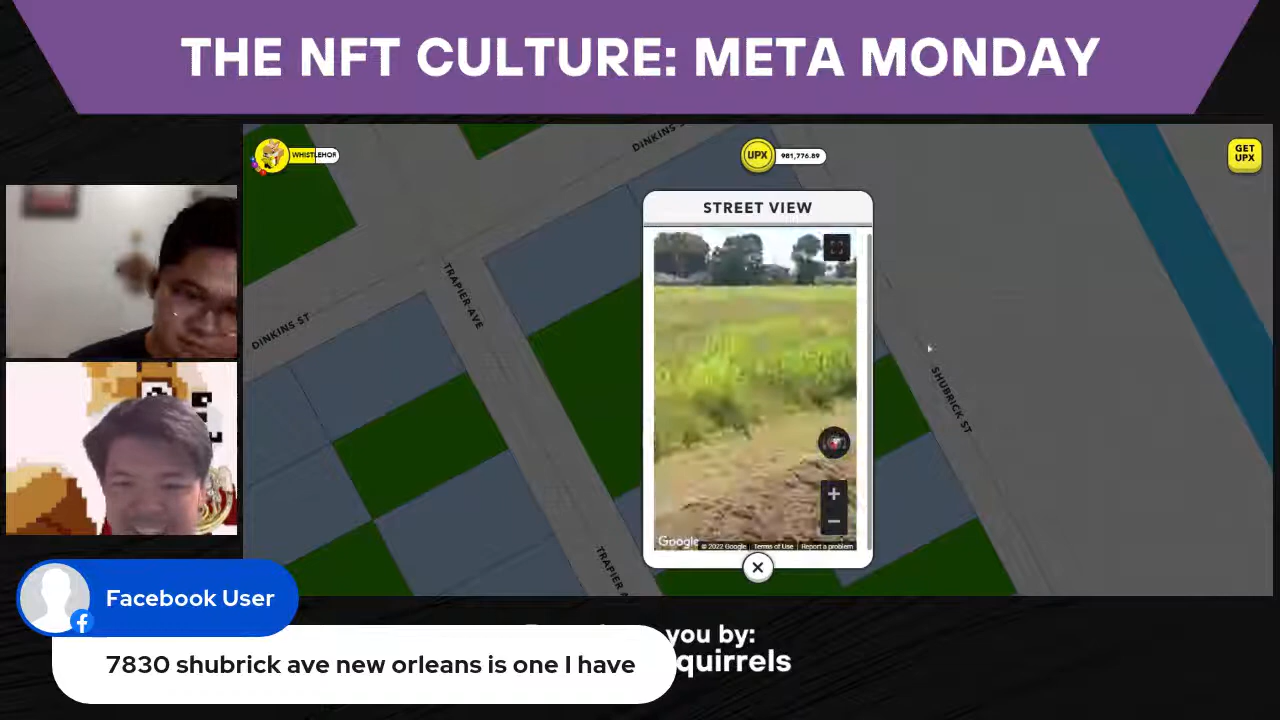 THE NFT CULTURE: META MONDAY
WHISTLEHOR
UPX
981,776.89
GET
UPX
STREET VIEW
DINKINS S
TRAPIER AVE
DINKINS ST
SHUBRICK ST
Google
© 2022 Google
Terms of Use
Report a problem
TRAPIER A
Facebook User
you by:
7830 shubrick ave new orleans is one I have
quirrels